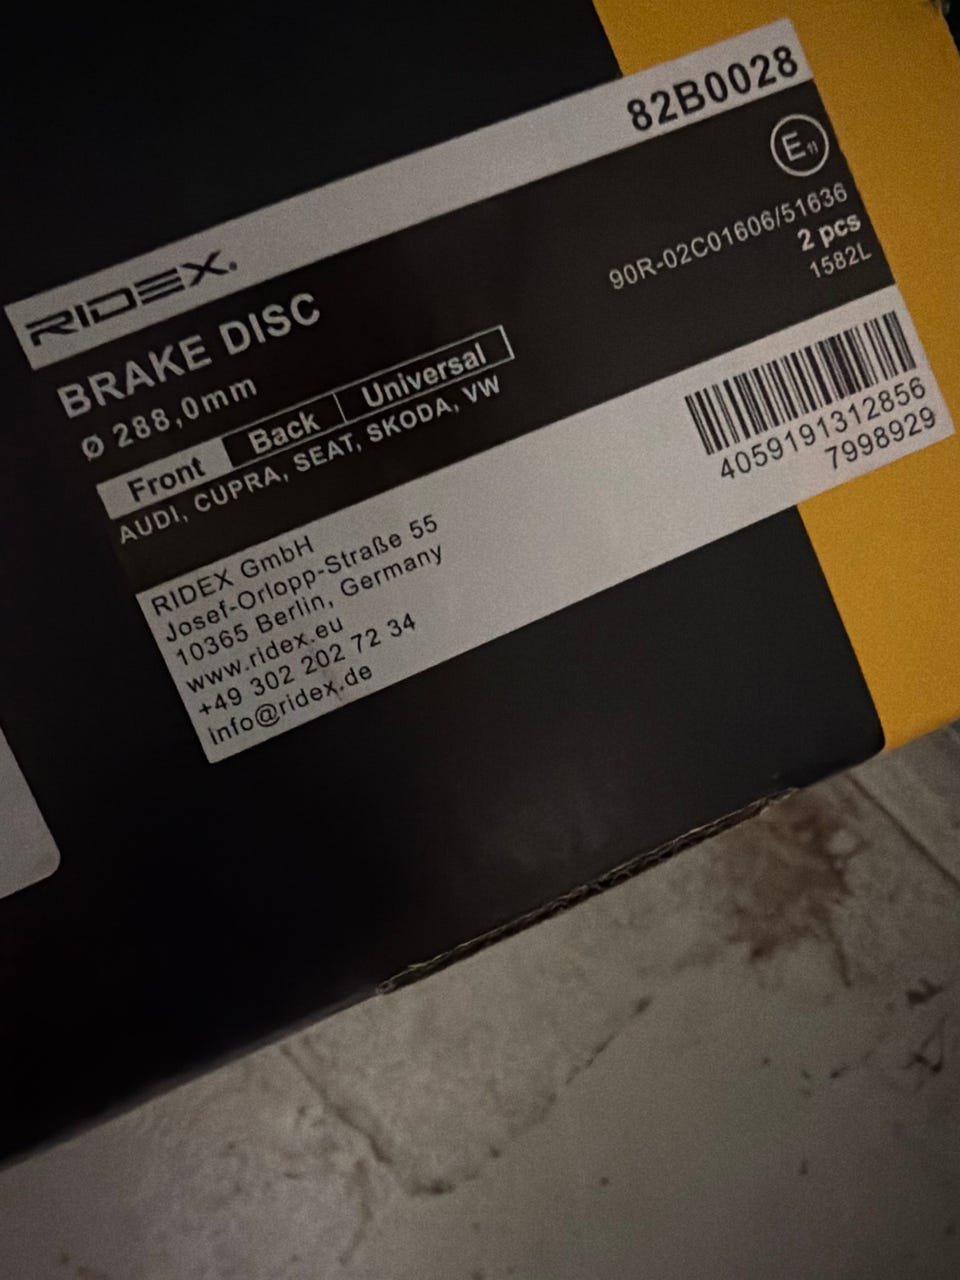 82B0028
RIDEX
E11
BRAKE DISC
90R-02C01606/51636
Ø 288,0mm
2 pcs
1582L
Front Back Universal
AUDI, CUPRA, SEAT, SKODA, VW
4059191312856
7998929
RIDEX GmbH
Josef-Orlopp-Straße 55
10365 Berlin, Germany
www.ridex.eu
+49 302 202 72 34
info@ridex.de